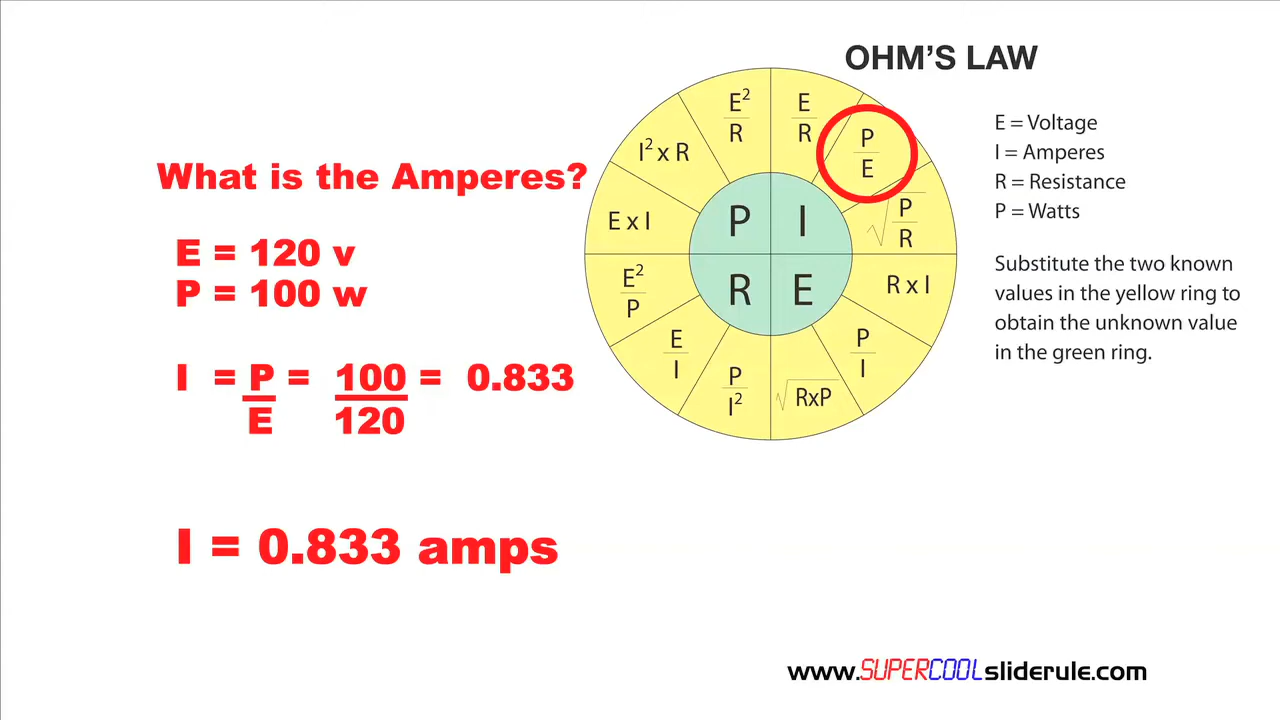 OHM'S LAW
What is the Amperes?
E = 120 v
P = 100 w
I = P = 100 = 0.833
E 120
I = 0.833 amps
E²
R
E
R
P
E
√P
R
R x I
P
I
√RxP
P
I²
E
I
E²
P
E x I
I² x R
P I
R E
E = Voltage
I = Amperes
R = Resistance
P = Watts
Substitute the two known
values in the yellow ring to
obtain the unknown value
in the green ring.
www.SUPERCOOLsliderule.com